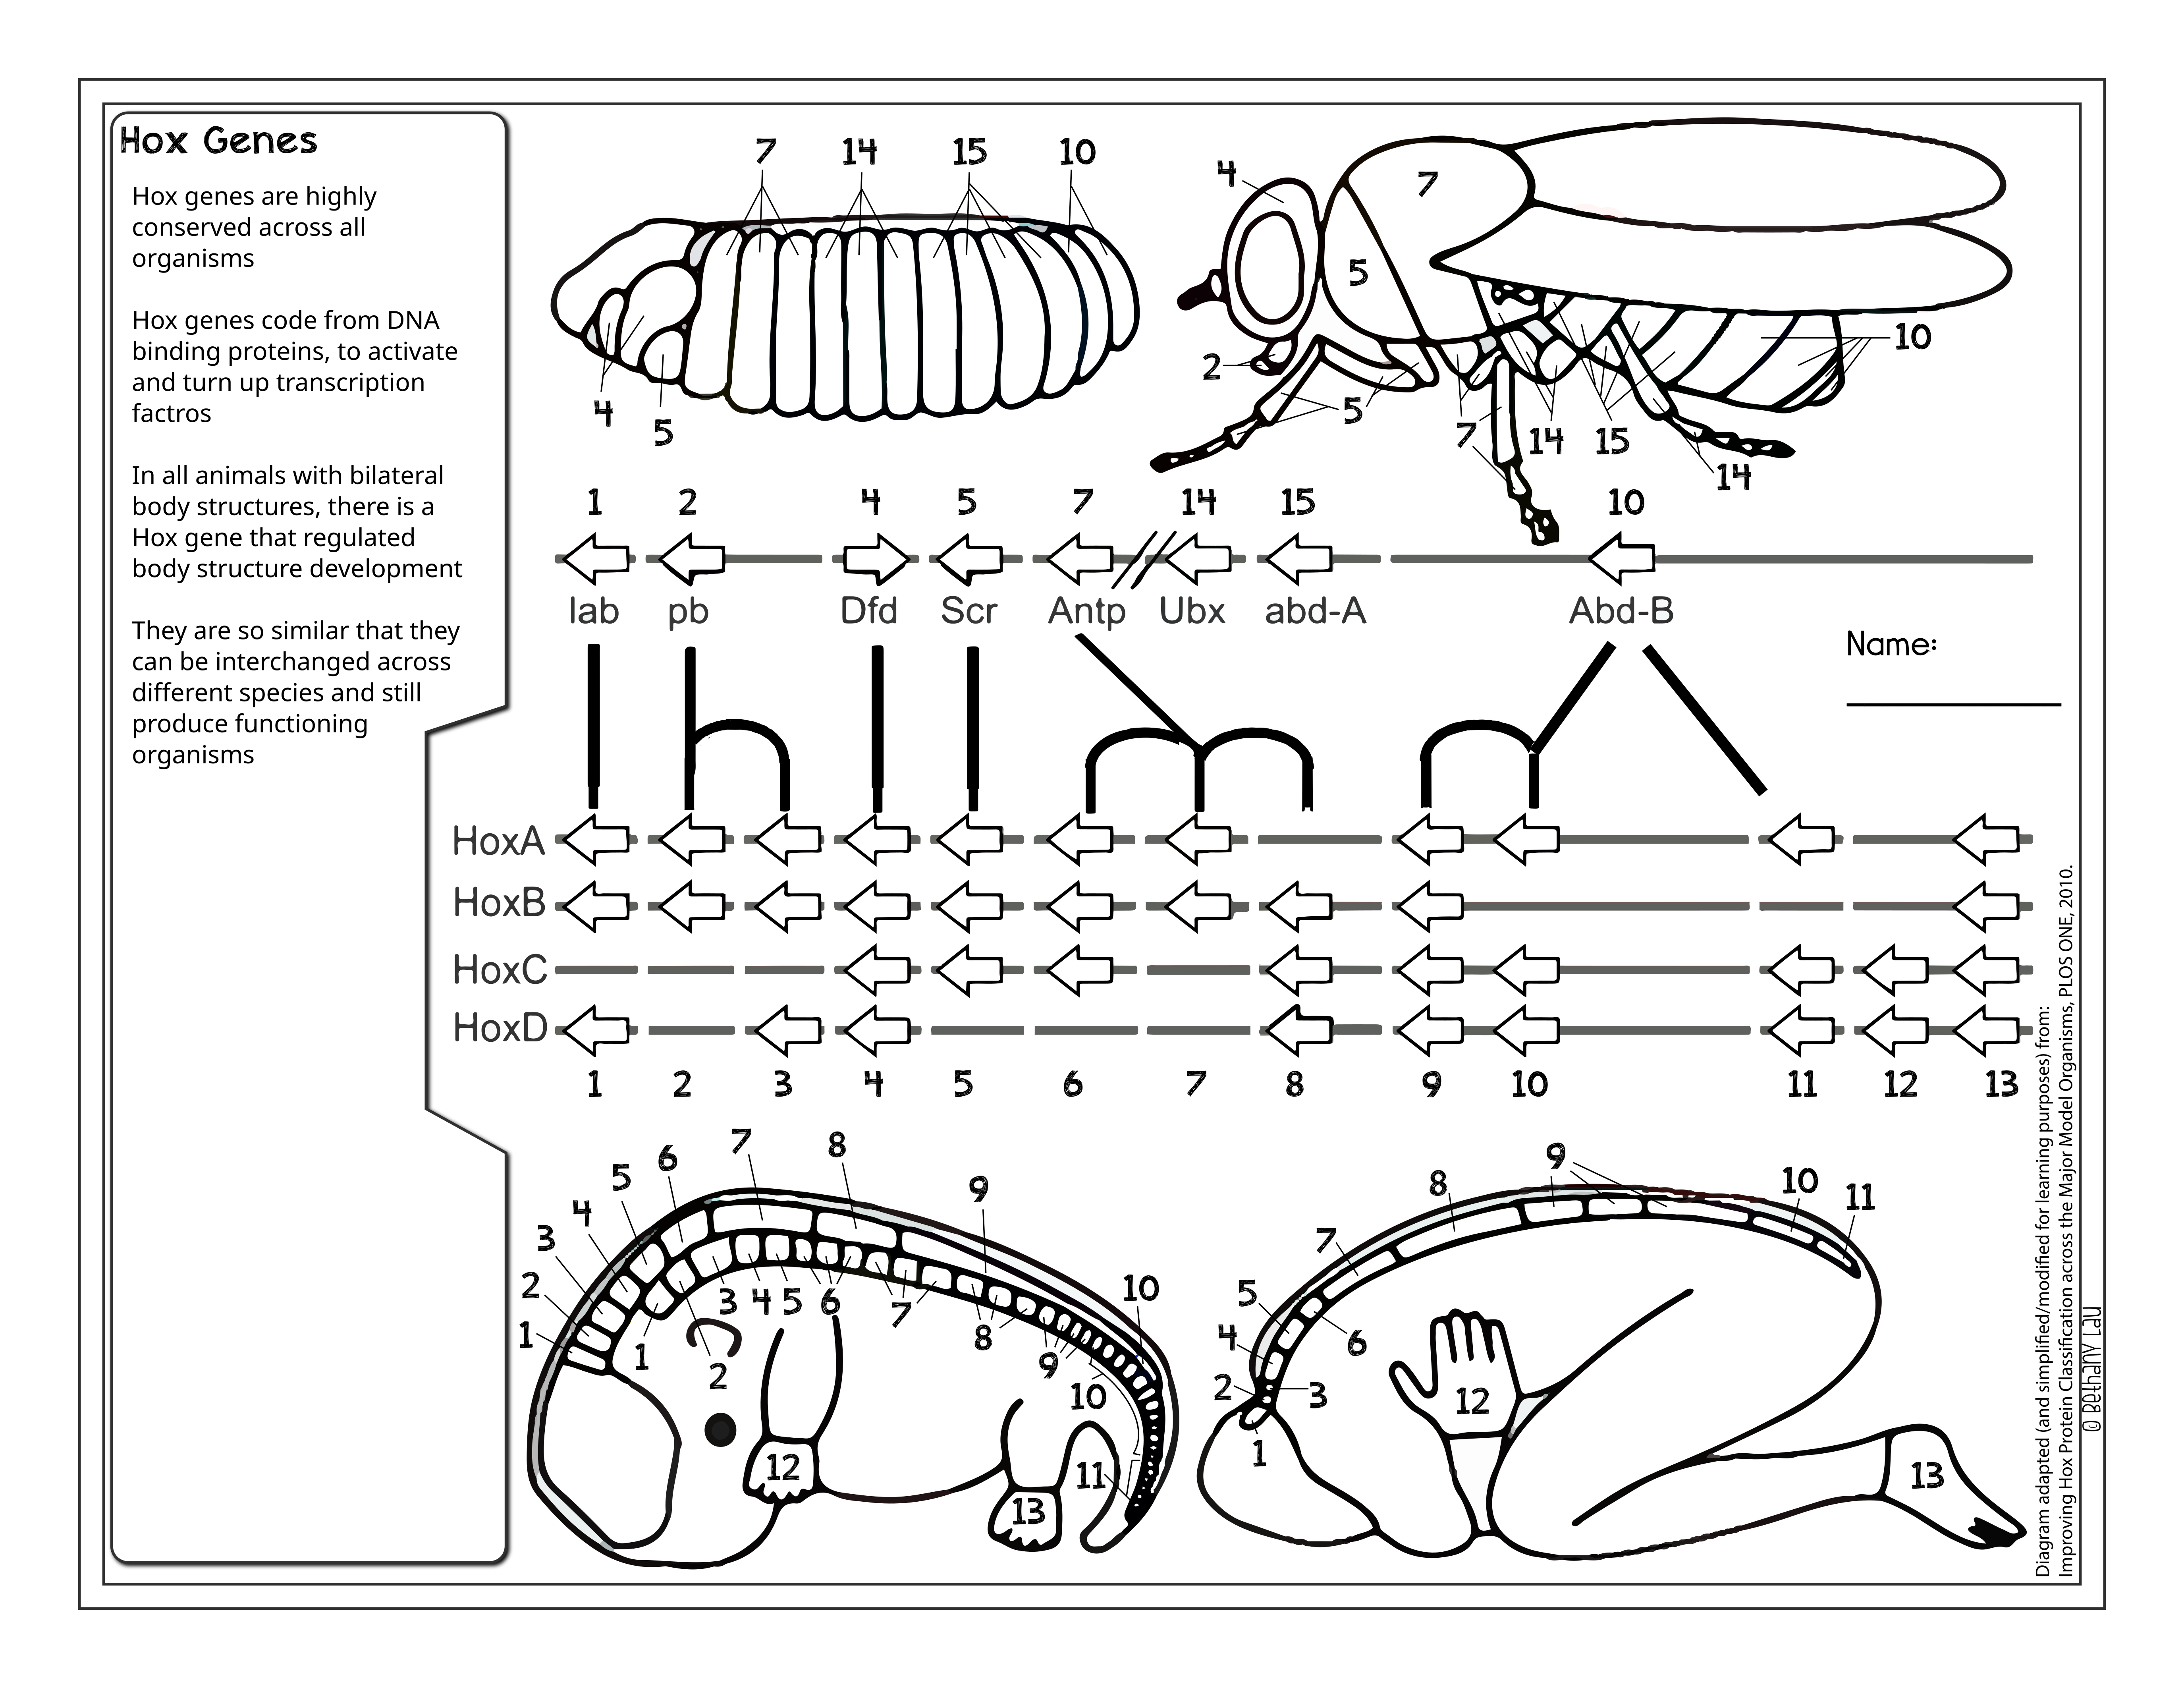 Hox Genes
Hox genes are highly
conserved across all
organisms
Hox genes code from DNA
binding proteins, to activate
and turn up transcription
factros
In all animals with bilateral
body structures, there is a
Hox gene that regulated
body structure development
They are so similar that they
can be interchanged across
different species and still
produce functioning
organisms
7 14 15 10
4 5
4 7 5 10
2 5 7 14 15 14
1 2 4 5 7 14 15 10
lab pb Dfd Scr Antp Ubx abd-A Abd-B
Name:
HoxA
HoxB
HoxC
HoxD
1 2 3 4 5 6 7 8 9 10 11 12 13
1 2 3 4 5 6 7 8 9 10
1 2 3 4 5 6 7 8 9 10 11
12 13
1 2 3 4 5 6 7 8 9 10 11
12 13
Diagram adapted (and simplified/modified for learning purposes) from:
Improving Hox Protein Classification across the Major Model Organisms, PLOS ONE, 2010.
© Bethany Lau